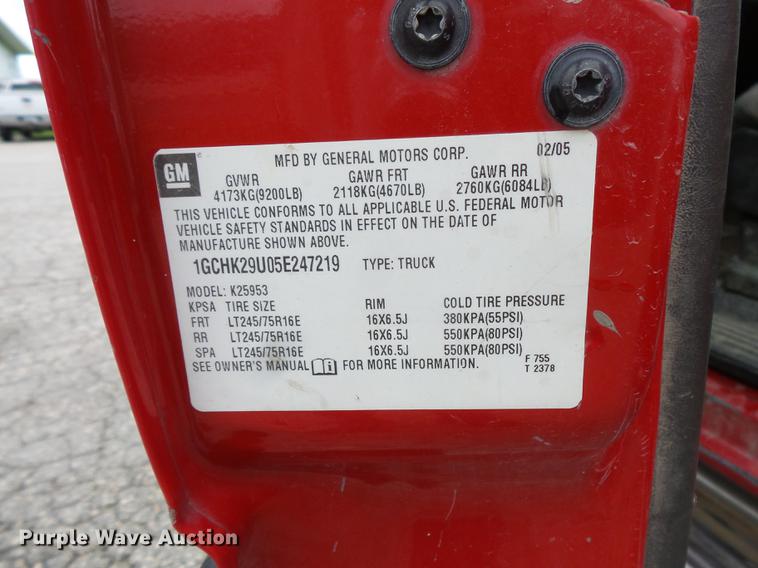 GM
MFD BY GENERAL MOTORS CORP. 02/05
GVWR GAWR FRT GAWR RR
4173KG(9200LB) 2118KG(4670LB) 2760KG(6084LB)
THIS VEHICLE CONFORMS TO ALL APPLICABLE U.S. FEDERAL MOTOR
VEHICLE SAFETY STANDARDS IN EFFECT ON THE DATE OF
MANUFACTURE SHOWN ABOVE.
1GCHK29U05E247219 TYPE: TRUCK
MODEL: K25953
KPSA TIRE SIZE RIM COLD TIRE PRESSURE
FRT LT245/75R16E 16X6.5J 380KPA(55PSI)
RR LT245/75R16E 16X6.5J 550KPA(80PSI)
SPA LT245/75R16E 16X6.5J 550KPA(80PSI)
SEE OWNER'S MANUAL FOR MORE INFORMATION.
F 755
T 2378
Purple Wave Auction